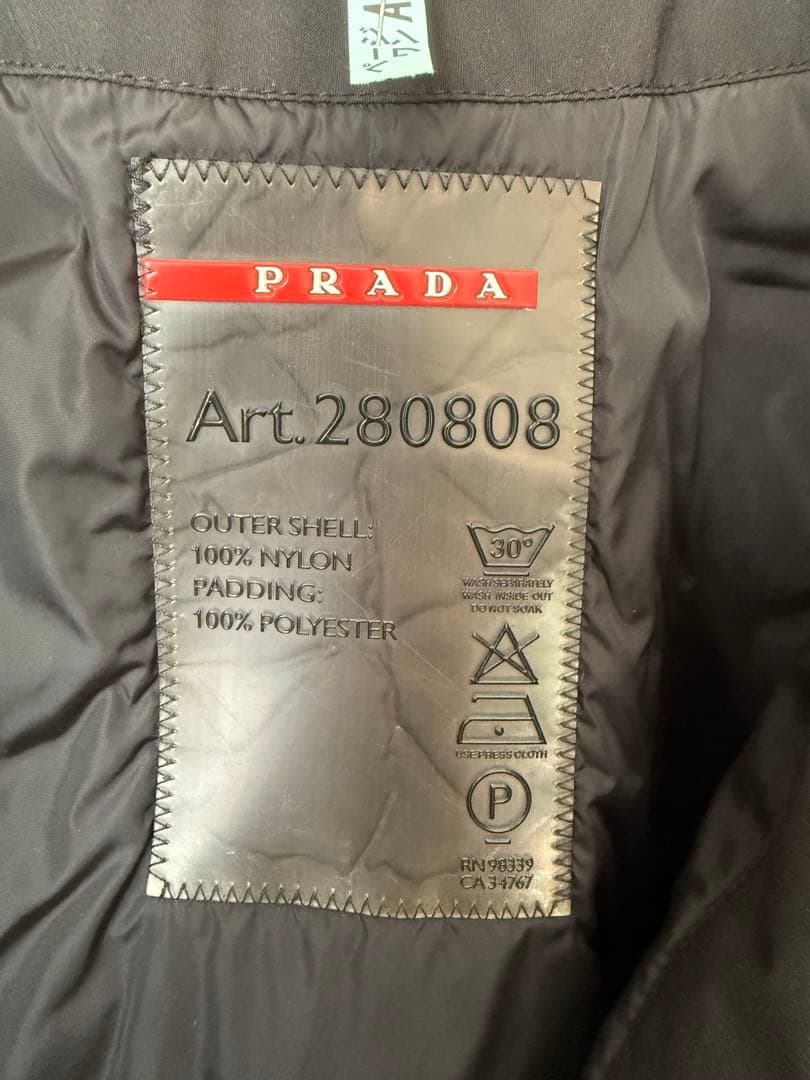 PRADA
Art.280808
OUTER SHELL:
100% NYLON
PADDING:
100% POLYESTER
30°
WASH SEPARATELY
WASH INSIDE OUT
DO NOT SOAK
USE PRESS CLOTH
P
RN 98339
CA 34767